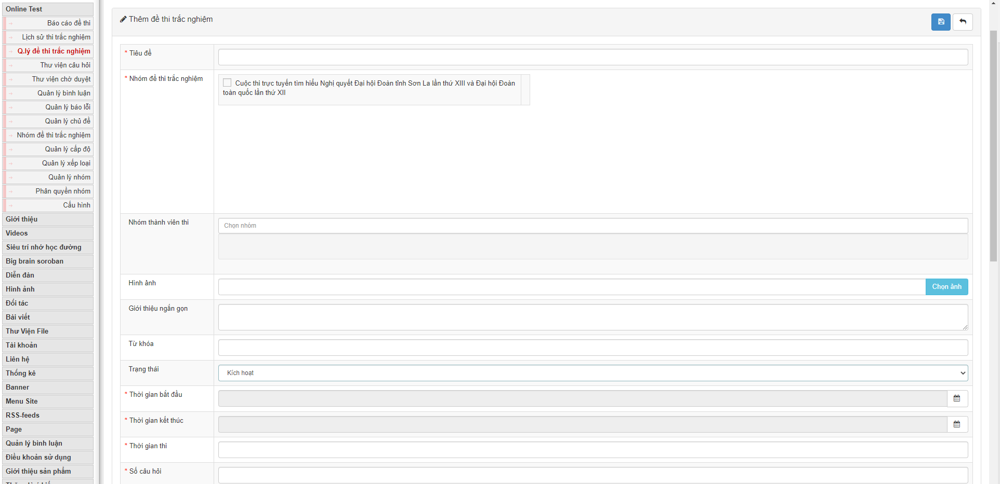 Online Test
Báo cáo đề thi
Lịch sử thi trắc nghiệm
Q.lý đề thi trắc nghiệm
Thư viện câu hỏi
Thư viện chờ duyệt
Quản lý bình luận
Quản lý báo lỗi
Quản lý chủ đề
Nhóm đề thi trắc nghiệm
Quản lý cấp độ
Quản lý xếp loại
Quản lý nhóm
Phân quyền nhóm
Cấu hình
Giới thiệu
Videos
Siêu trí nhớ học đường
Big brain soroban
Diễn đàn
Hình ảnh
Đối tác
Bài viết
Thư Viện File
Tài khoản
Liên hệ
Thống kê
Banner
Menu Site
RSS-feeds
Page
Quản lý bình luận
Điều khoản sử dụng
Giới thiệu sản phẩm
Thêm đề thi trắc nghiệm
* Tiêu đề
* Nhóm đề thi trắc nghiệm
Cuộc thi trực tuyến tìm hiểu Nghị quyết Đại hội Đoàn tỉnh Sơn La lần thứ XIII và Đại hội Đoàn
toàn quốc lần thứ XII
Nhóm thành viên thi
Chọn nhóm
Hình ảnh
Chọn ảnh
Giới thiệu ngắn gọn
Từ khóa
Trạng thái
Kích hoạt
* Thời gian bắt đầu
* Thời gian kết thúc
* Thời gian thi
* Số câu hỏi